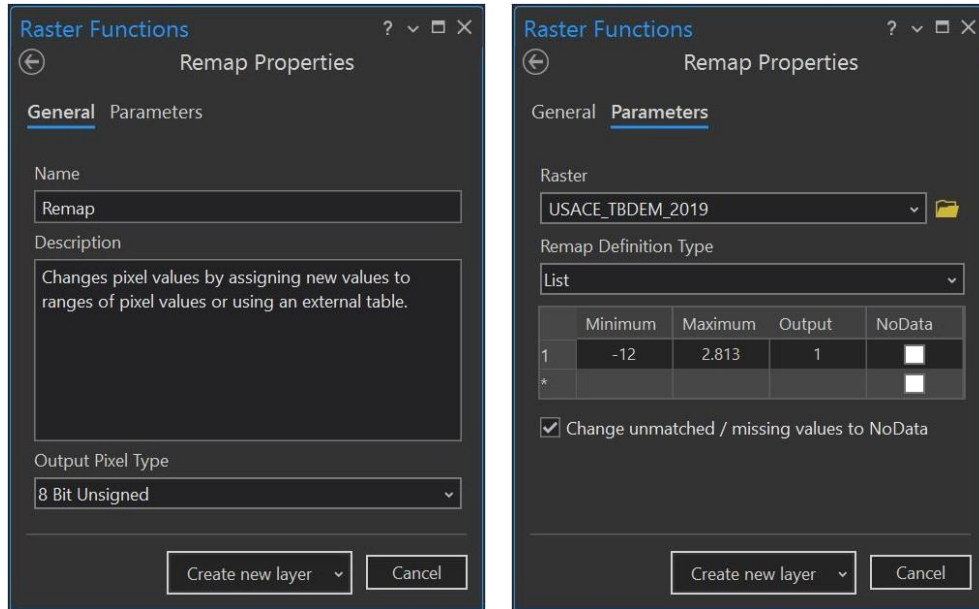 Raster Functions ?
Remap Properties
General Parameters
Name
Remap
Description
Changes pixel values by assigning new values to
ranges of pixel values or using an external table.
Output Pixel Type
8 Bit Unsigned
Create new layer Cancel
Raster Functions ?
Remap Properties
General Parameters
Raster
USACE_TBDEM_2019
Remap Definition Type
List
Minimum Maximum Output NoData
1 -12 2.813 1
*
Change unmatched / missing values to NoData
Create new layer Cancel